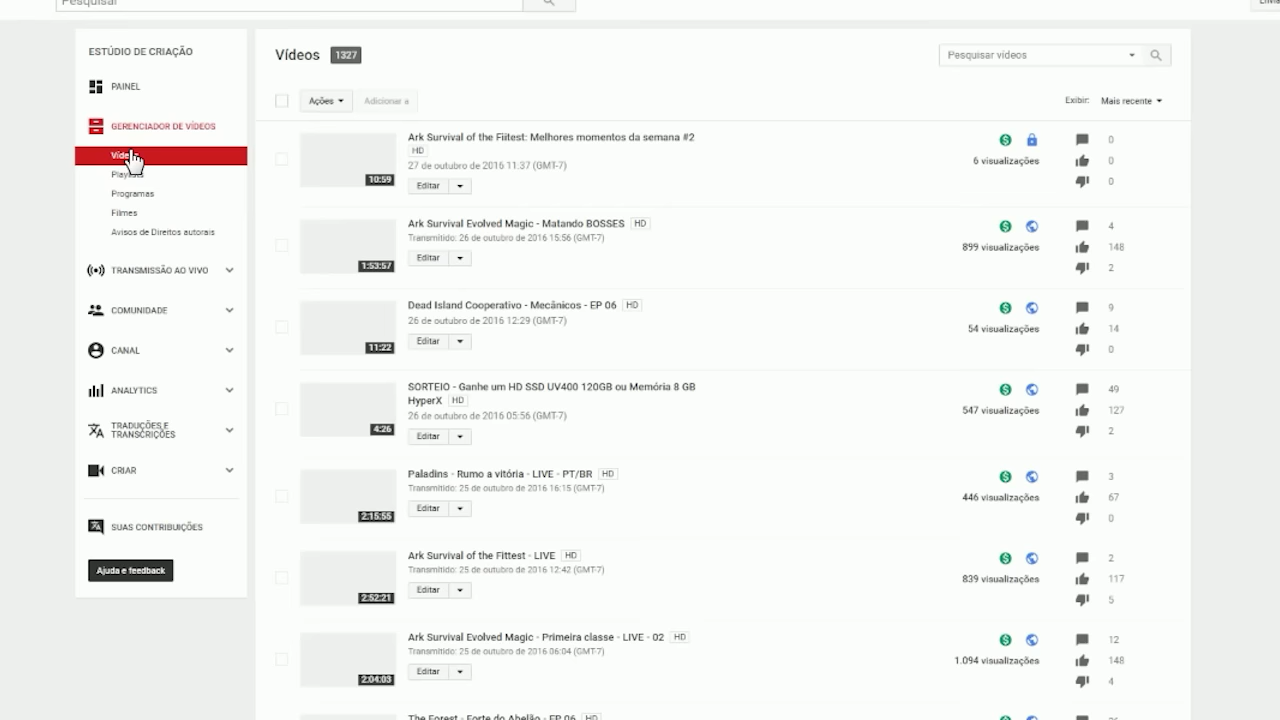 Pesquisar
ESTÚDIO DE CRIAÇÃO
PAINEL
GERENCIADOR DE VÍDEOS
Vídeos
Playlists
Programas
Filmes
Avisos de Direitos autorais
TRANSMISSÃO AO VIVO
COMUNIDADE
CANAL
ANALYTICS
TRADUÇÕES E
TRANSCRIÇÕES
CRIAR
SUAS CONTRIBUIÇÕES
Ajuda e feedback
Vídeos 1327
Pesquisar vídeos
Ações Adicionar a
Exibir: Mais recente
Ark Survival of the Fiitest: Melhores momentos da semana #2
HD
27 de outubro de 2016 11:37 (GMT-7)
10:59
Editar
6 visualizações
0
0
0
Ark Survival Evolved Magic - Matando BOSSES HD
Transmitido: 26 de outubro de 2016 15:56 (GMT-7)
1:53:57
Editar
899 visualizações
4
148
2
Dead Island Cooperativo - Mecânicos - EP 06 HD
26 de outubro de 2016 12:29 (GMT-7)
11:22
Editar
54 visualizações
9
14
0
SORTEIO - Ganhe um HD SSD UV400 120GB ou Memória 8 GB
HyperX HD
26 de outubro de 2016 05:56 (GMT-7)
4:26
Editar
547 visualizações
49
127
2
Paladins - Rumo a vitória - LIVE - PT/BR HD
Transmitido: 25 de outubro de 2016 16:15 (GMT-7)
2:15:55
Editar
446 visualizações
3
67
0
Ark Survival of the Fittest - LIVE HD
Transmitido: 25 de outubro de 2016 12:42 (GMT-7)
2:52:21
Editar
839 visualizações
2
117
5
Ark Survival Evolved Magic - Primeira classe - LIVE - 02 HD
Transmitido: 25 de outubro de 2016 06:04 (GMT-7)
2:04:03
Editar
1.094 visualizações
12
148
4
The Forest - Forte do Abelão - EP 06 HD